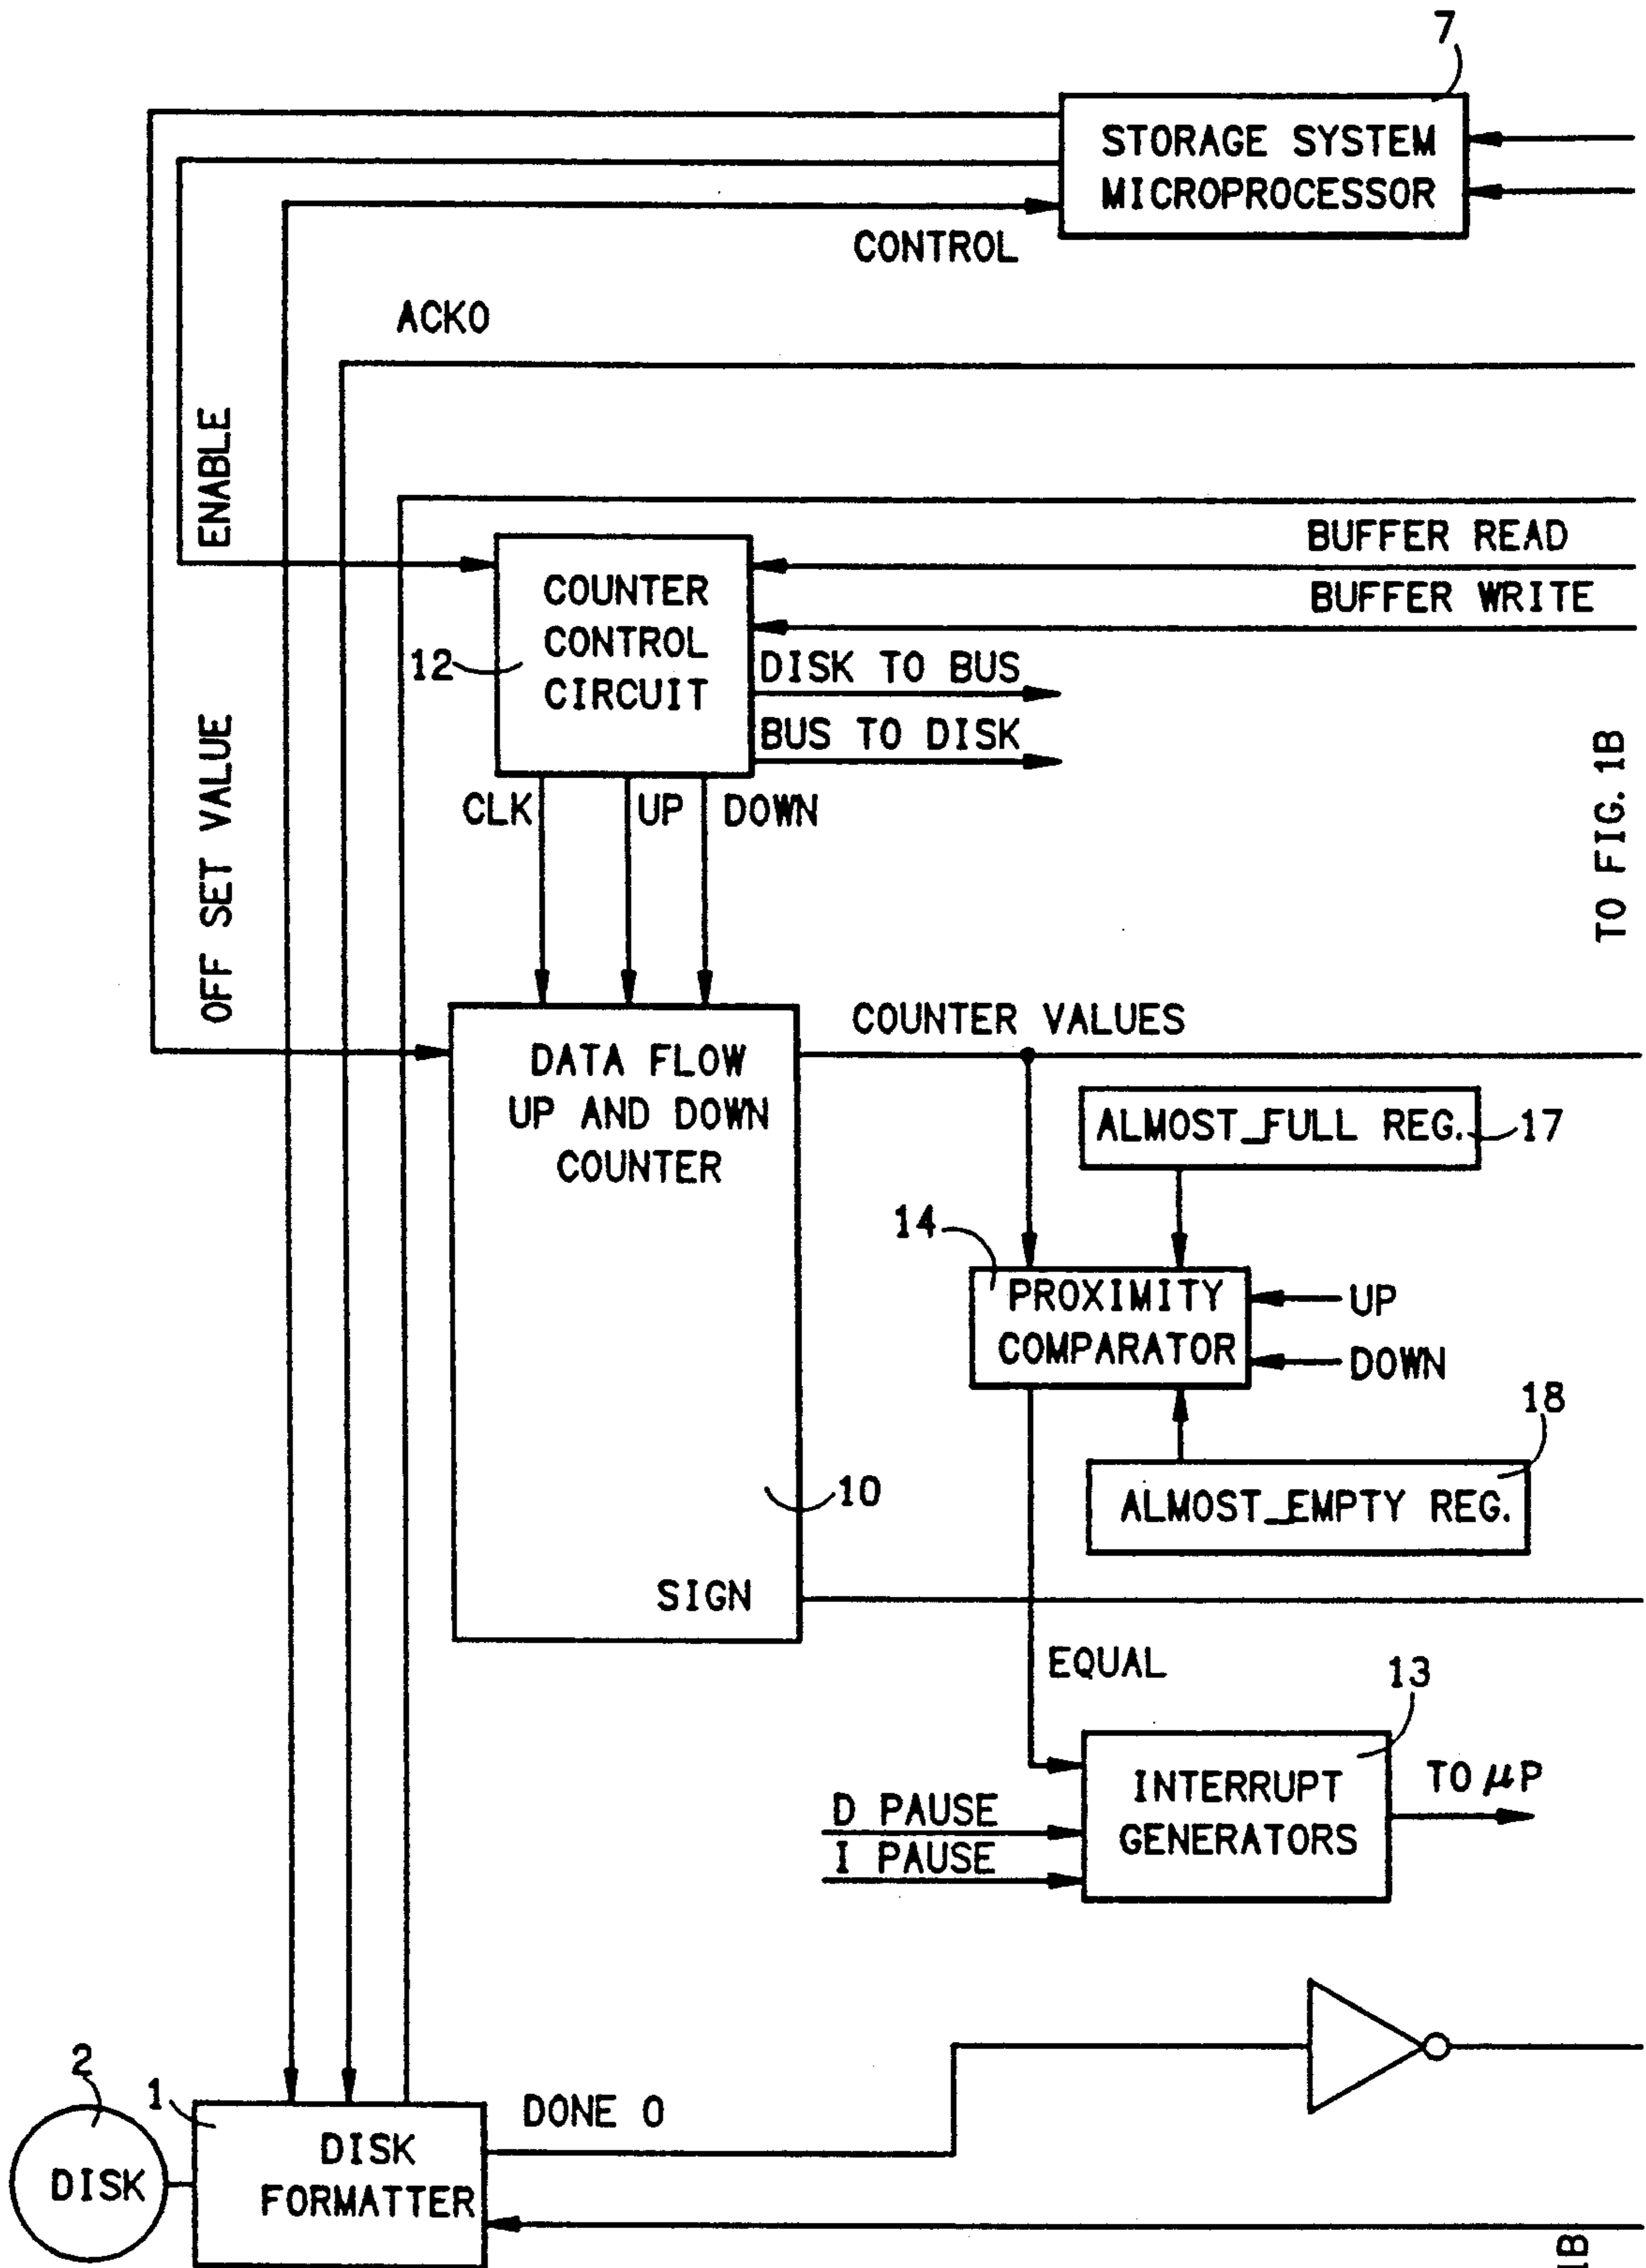 7
STORAGE SYSTEM
MICROPROCESSOR
CONTROL
ACK0
ENABLE
BUFFER READ
BUFFER WRITE
COUNTER
CONTROL
CIRCUIT
12
DISK TO BUS
BUS TO DISK
OFF SET VALUE
TO FIG. 1B
CLK
UP
DOWN
COUNTER VALUES
DATA FLOW
UP AND DOWN
COUNTER
ALMOST_FULL REG.
17
14
PROXIMITY
COMPARATOR
UP
DOWN
18
10
ALMOST_EMPTY REG.
SIGN
EQUAL
13
INTERRUPT
GENERATORS
TO μP
D PAUSE
I PAUSE
2
1
DONE 0
DISK
DISK
FORMATTER
1B